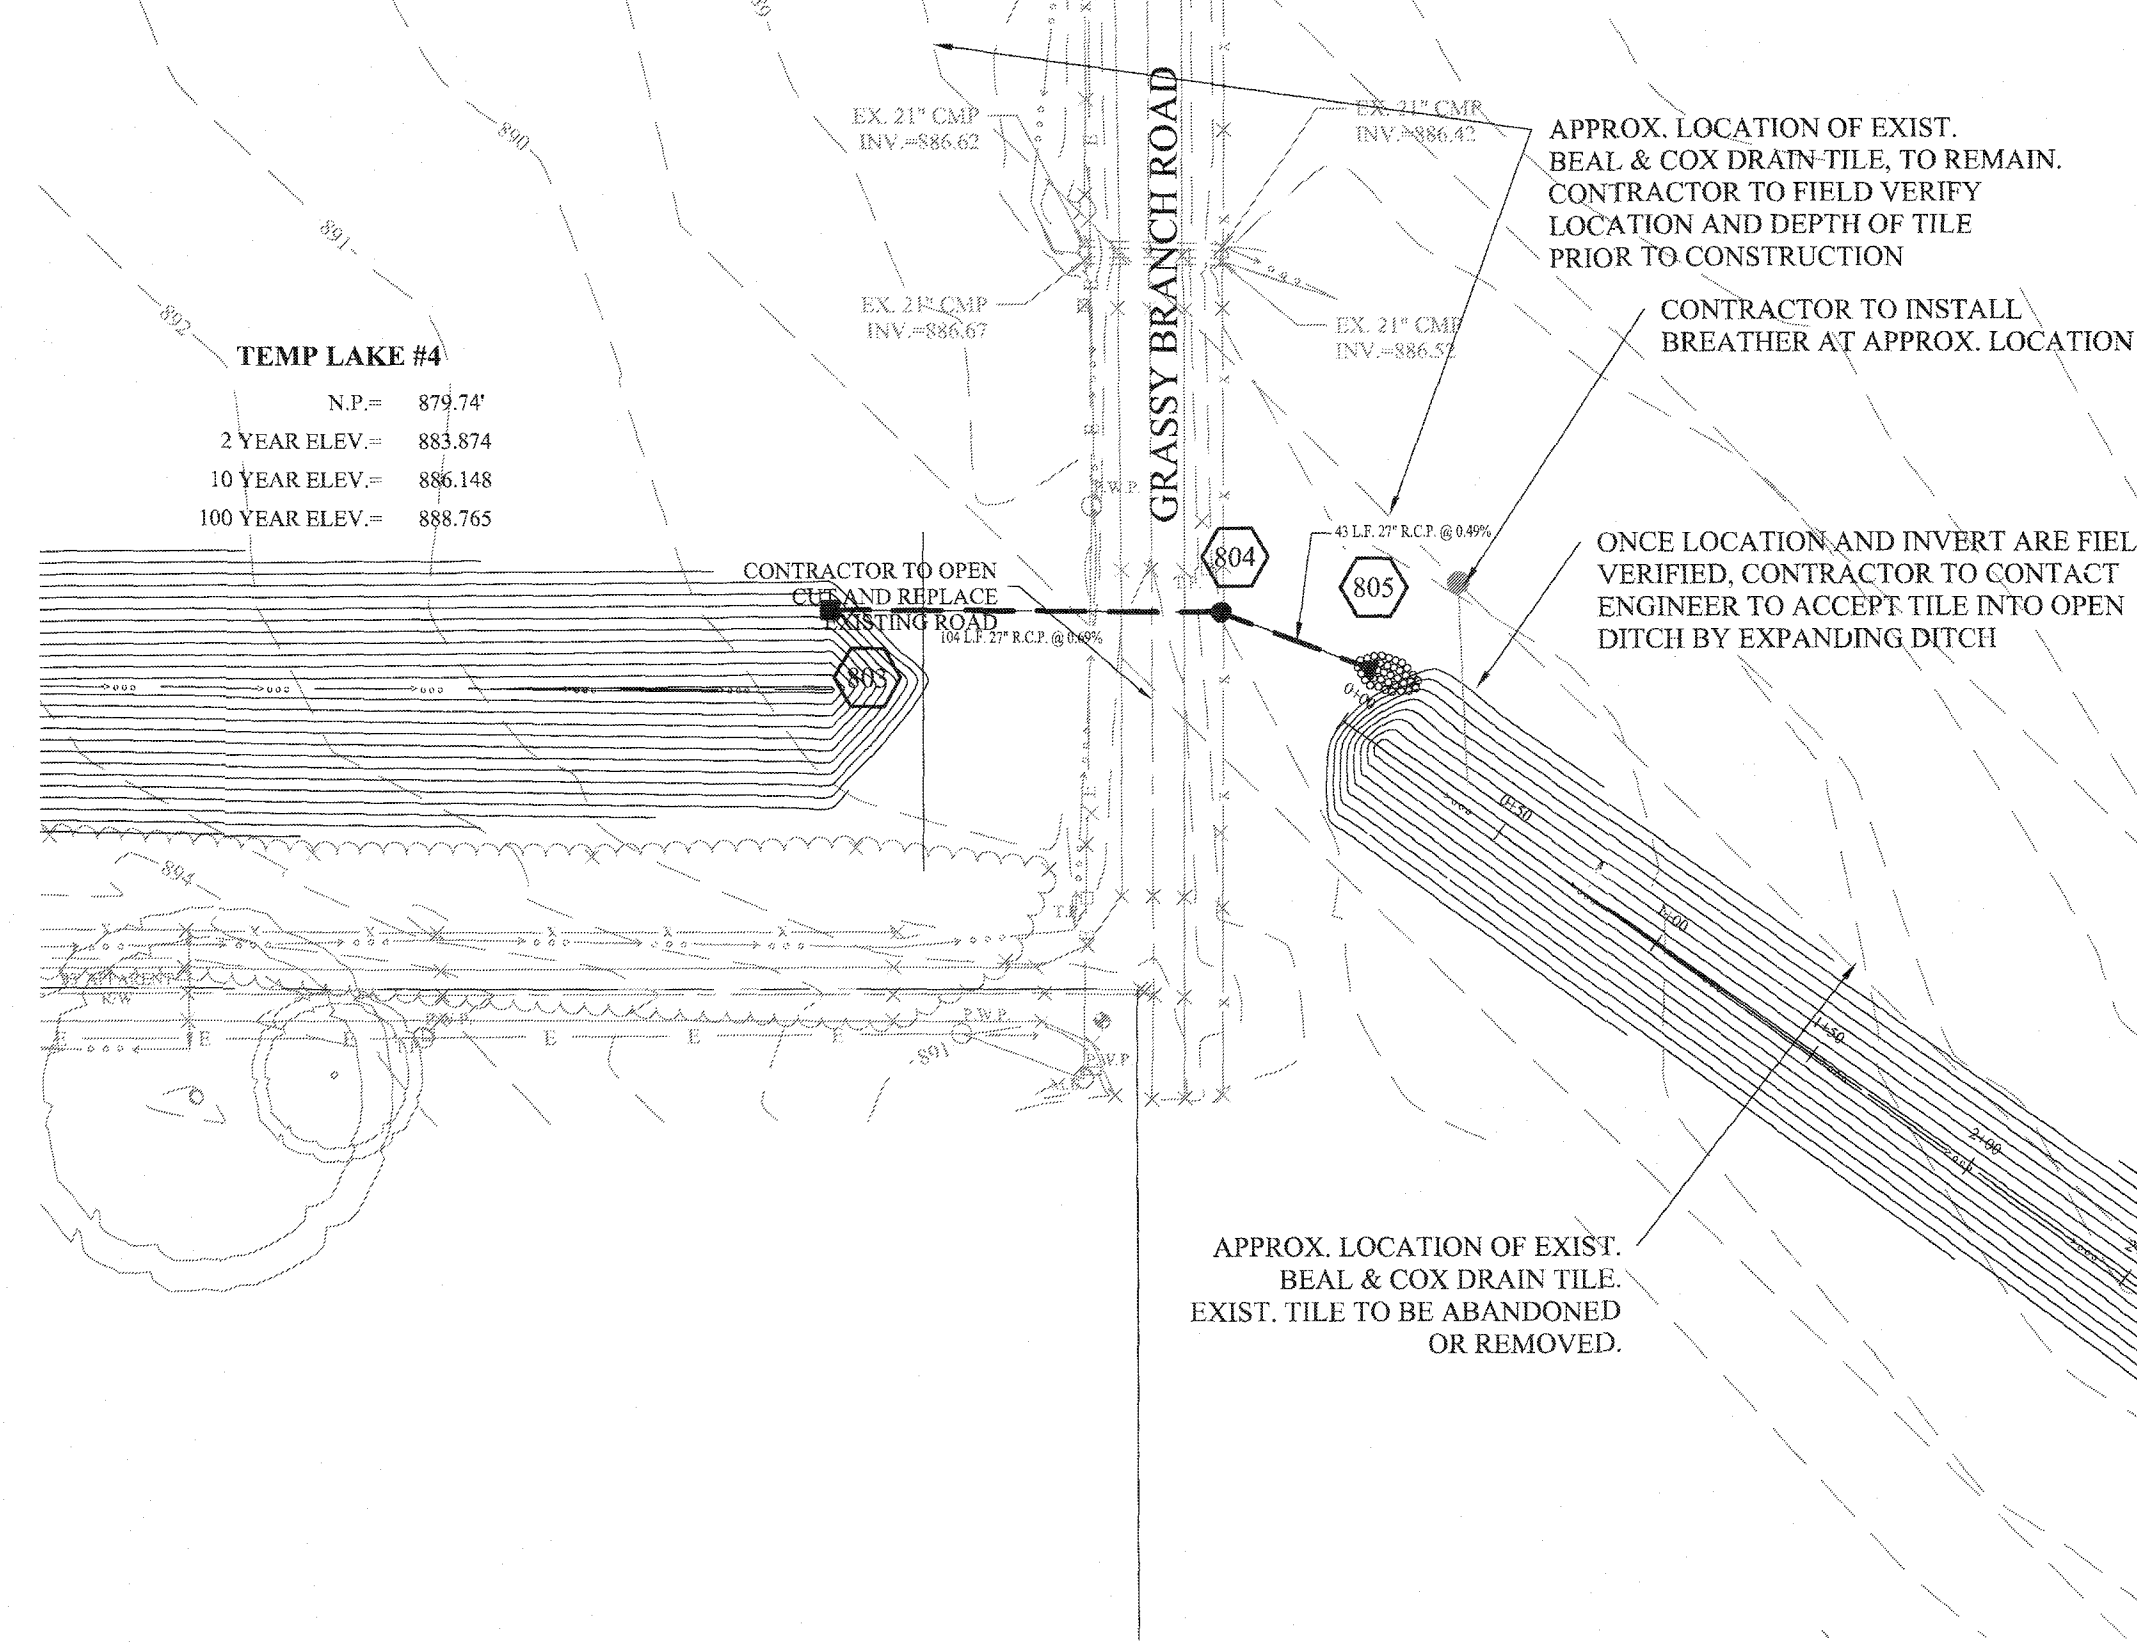 890
891
892
EX. 21" CMP
INV.=886.62
EX. 21" CMP
INV.=886.42
EX. 21" CMP
INV.=886.67
EX. 21" CMP
INV.=886.52
GRASSY BRANCH ROAD
APPROX. LOCATION OF EXIST.
BEAL & COX DRAIN TILE, TO REMAIN.
CONTRACTOR TO FIELD VERIFY
LOCATION AND DEPTH OF TILE
PRIOR TO CONSTRUCTION
CONTRACTOR TO INSTALL
BREATHER AT APPROX. LOCATION
TEMP LAKE #4
N.P.= 879.74'
2 YEAR ELEV.= 883.874
10 YEAR ELEV.= 886.148
100 YEAR ELEV.= 888.765
P.W.P.
804
43 L.F. 27" R.C.P. @ 0.49%
805
ONCE LOCATION AND INVERT ARE FIEL
VERIFIED, CONTRACTOR TO CONTACT
ENGINEER TO ACCEPT TILE INTO OPEN
DITCH BY EXPANDING DITCH
CONTRACTOR TO OPEN
CUT AND REPLACE
EXISTING ROAD
104 L.F. 27" R.C.P. @ 0.69%
803
0+00
0+50
1+00
1+50
2+00
894
APPARENT
R/W
P.W.P.
P.W.P.
P.W.P.
891
E E E E E E
APPROX. LOCATION OF EXIST.
BEAL & COX DRAIN TILE.
EXIST. TILE TO BE ABANDONED
OR REMOVED.